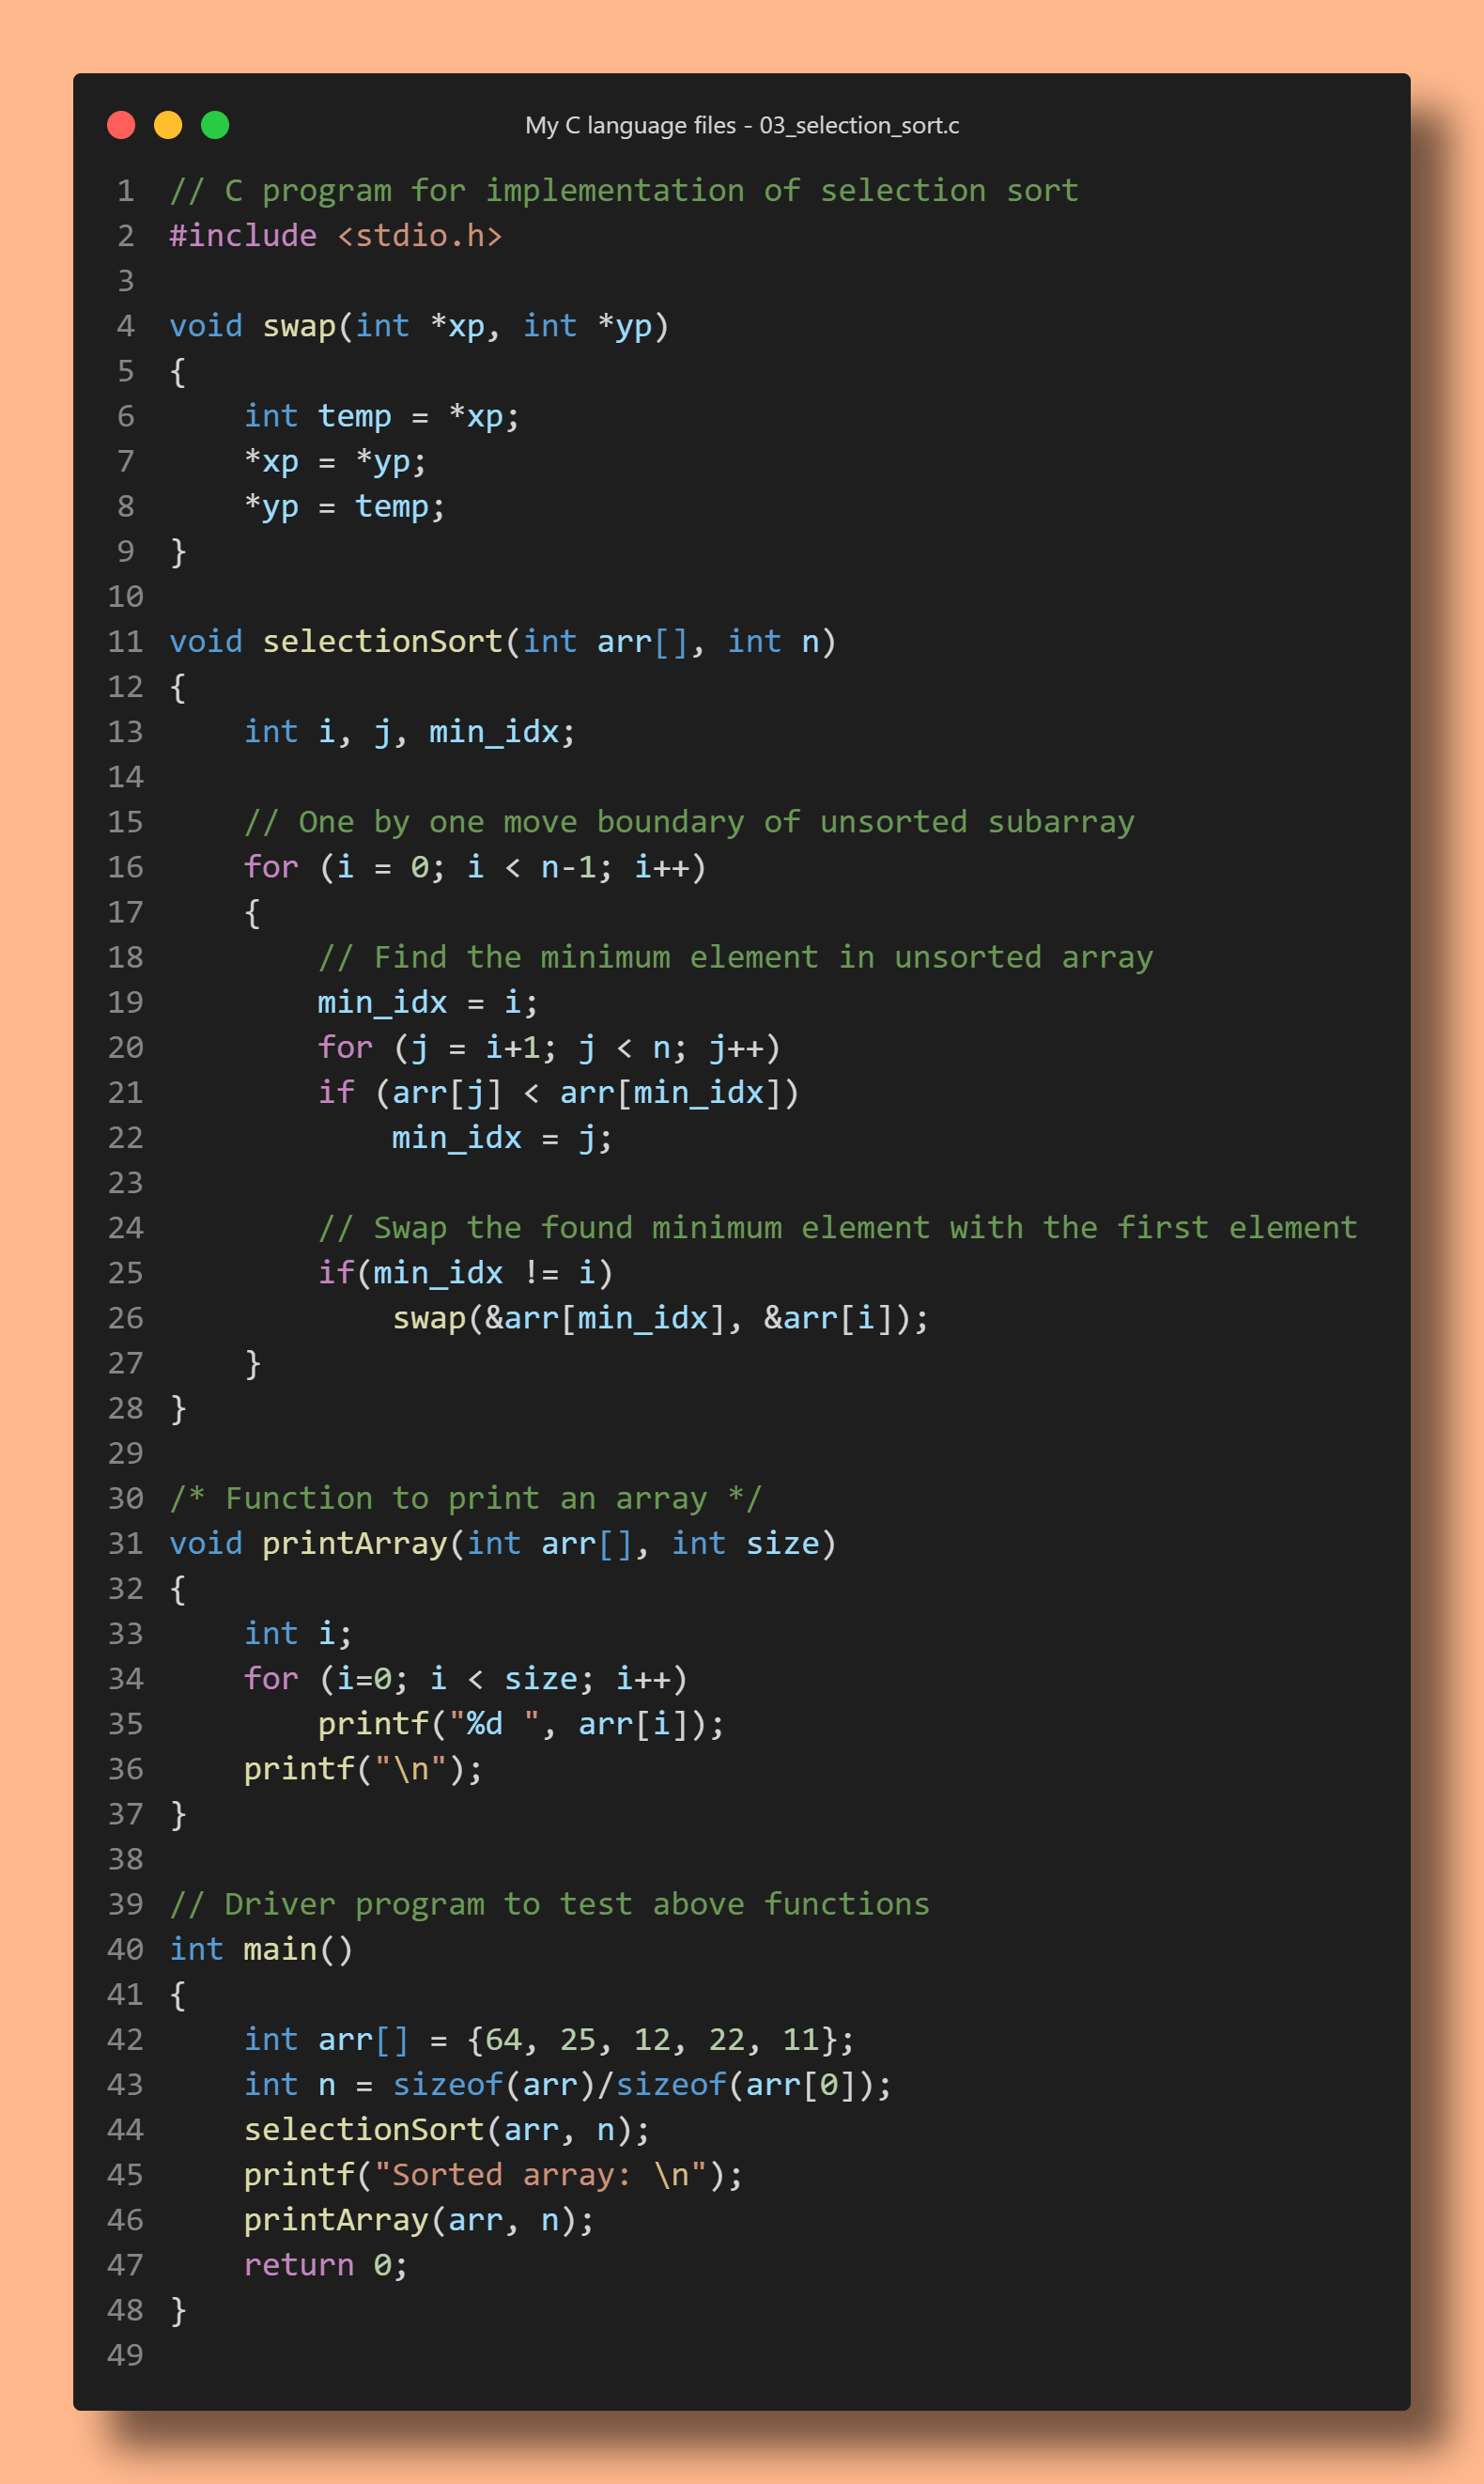 My C language files - 03_selection_sort.c
1 // C program for implementation of selection sort
2 #include <stdio.h>
3
4 void swap(int *xp, int *yp)
5 {
6     int temp = *xp;
7     *xp = *yp;
8     *yp = temp;
9 }
10
11 void selectionSort(int arr[], int n)
12 {
13     int i, j, min_idx;
14
15     // One by one move boundary of unsorted subarray
16     for (i = 0; i < n-1; i++)
17     {
18         // Find the minimum element in unsorted array
19         min_idx = i;
20         for (j = i+1; j < n; j++)
21         if (arr[j] < arr[min_idx])
22             min_idx = j;
23
24         // Swap the found minimum element with the first element
25         if(min_idx != i)
26             swap(&arr[min_idx], &arr[i]);
27     }
28 }
29
30 /* Function to print an array */
31 void printArray(int arr[], int size)
32 {
33     int i;
34     for (i=0; i < size; i++)
35         printf("%d ", arr[i]);
36     printf("\n");
37 }
38
39 // Driver program to test above functions
40 int main()
41 {
42     int arr[] = {64, 25, 12, 22, 11};
43     int n = sizeof(arr)/sizeof(arr[0]);
44     selectionSort(arr, n);
45     printf("Sorted array: \n");
46     printArray(arr, n);
47     return 0;
48 }
49